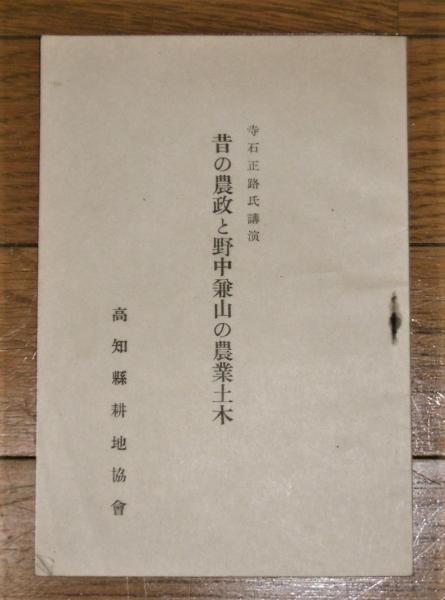 寺石正路氏講演
昔の農政と野中兼山の農業土木
高知縣耕地協會